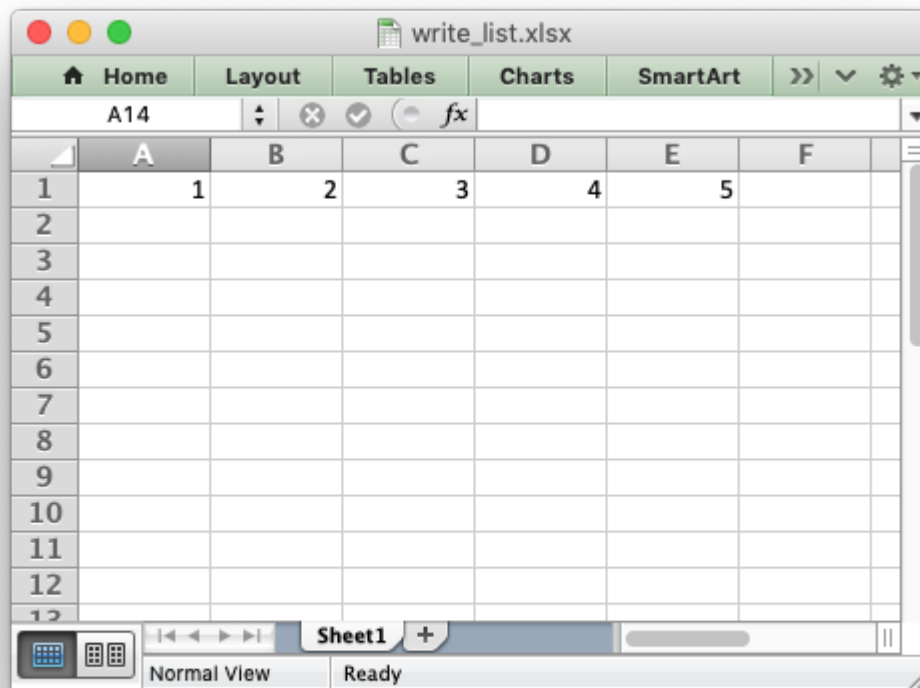 write_list.xlsx
Home Layout Tables Charts SmartArt
A14 fx
A B C D E F
1 1 2 3 4 5
2
3
4
5
6
7
8
9
10
11
12
13
Sheet1 +
Normal View Ready